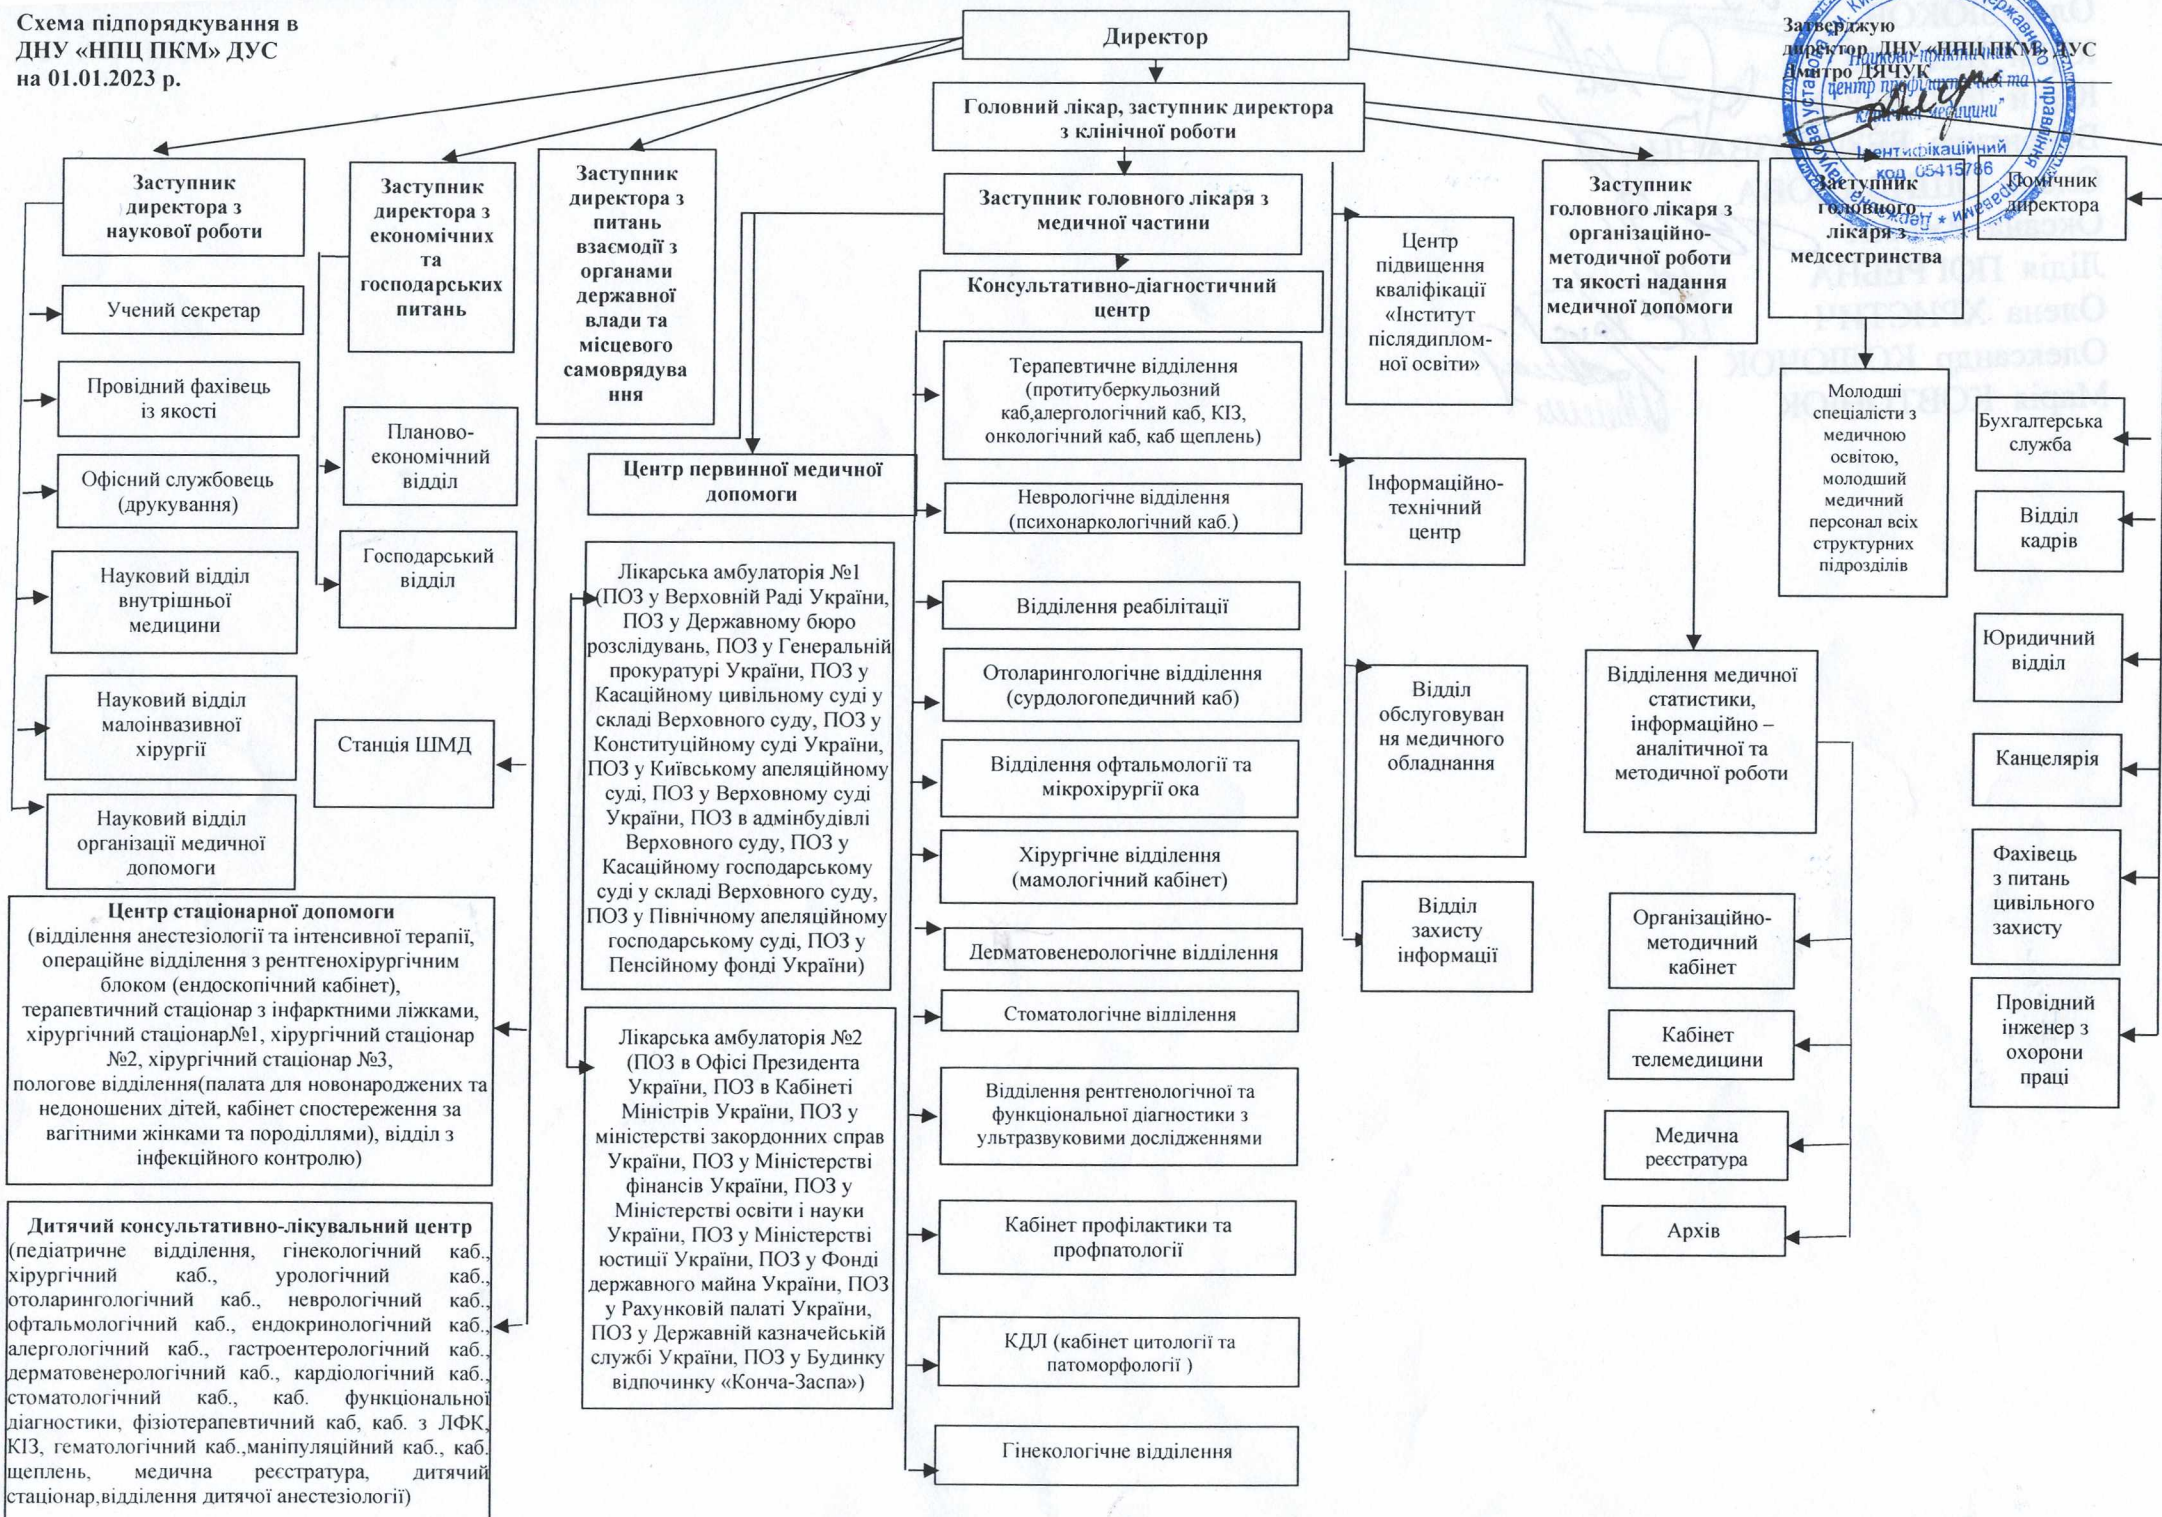 Схема підпорядкування в
ДНУ «НПЦ ПКМ» ДУС
на 01.01.2023 р.
Директор
Затверджую
директор ДНУ «НПЦ ПКМ» ДУС
Дмитро ДЯЧУК
Науково-практичний
центр профілактичної та
клінічної медицини"
Ідентифікаційний
код 05415786
Головний лікар, заступник директора
з клінічної роботи
Заступник
директора з
наукової роботи
Заступник
директора з
економічних
та
господарських
питань
Заступник
директора з
питань
взаємодії з
органами
державної
влади та
місцевого
самоврядува
ння
Заступник головного лікаря з
медичної частини
Центр
підвищення
кваліфікації
«Інститут
післядиплом-
ної освіти»
Заступник
головного лікаря з
організаційно-
методичної роботи
та якості надання
медичної допомоги
Заступник
головного
лікаря з
медсестринства
Помічник
директора
Учений секретар
Провідний фахівець
із якості
Офісний службовець
(друкування)
Науковий відділ
внутрішньої
медицини
Науковий відділ
малоінвазивної
хірургії
Науковий відділ
організації медичної
допомоги
Планово-
економічний
відділ
Господарський
відділ
Станція ШМД
Центр стаціонарної допомоги
(відділення анестезіології та інтенсивної терапії,
операційне відділення з рентгенохірургічним
блоком (ендоскопічний кабінет),
терапевтичний стаціонар з інфарктними ліжками,
хірургічний стаціонар№1, хірургічний стаціонар
№2, хірургічний стаціонар №3,
пологове відділення(палата для новонароджених та
недоношених дітей, кабінет спостереження за
вагітними жінками та породіллями), відділ з
інфекційного контролю)
Дитячий консультативно-лікувальний центр
(педіатричне відділення, гінекологічний каб.,
хірургічний каб., урологічний каб.,
отоларингологічний каб., неврологічний каб.,
офтальмологічний каб., ендокринологічний каб.,
алергологічний каб., гастроентерологічний каб.,
дерматовенерологічний каб., кардіологічний каб.,
стоматологічний каб., каб. функціональної
діагностики, фізіотерапевтичний каб, каб. з ЛФК,
КІЗ, гематологічний каб.,маніпуляційний каб., каб.
щеплень, медична реєстратура, дитячий
стаціонар,відділення дитячої анестезіології)
Центр первинної медичної
допомоги
Лікарська амбулаторія №1
(ПОЗ у Верховній Раді України,
ПОЗ у Державному бюро
розслідувань, ПОЗ у Генеральній
прокуратурі України, ПОЗ у
Касаційному цивільному суді у
складі Верховного суду, ПОЗ у
Конституційному суді України,
ПОЗ у Київському апеляційному
суді, ПОЗ у Верховному суді
України, ПОЗ в адмінбудівлі
Верховного суду, ПОЗ у
Касаційному господарському
суді у складі Верховного суду,
ПОЗ у Північному апеляційному
господарському суді, ПОЗ у
Пенсійному фонді України)
Лікарська амбулаторія №2
(ПОЗ в Офісі Президента
України, ПОЗ в Кабінеті
Міністрів України, ПОЗ у
міністерстві закордонних справ
України, ПОЗ у Міністерстві
фінансів України, ПОЗ у
Міністерстві освіти і науки
України, ПОЗ у Міністерстві
юстиції України, ПОЗ у Фонді
державного майна України, ПОЗ
у Рахунковій палаті України,
ПОЗ у Державній казначейській
службі України, ПОЗ у Будинку
відпочинку «Конча-Заспа»)
Консультативно-діагностичний
центр
Терапевтичне відділення
(протитуберкульозний
каб,алергологічний каб, КІЗ,
онкологічний каб, каб щеплень)
Неврологічне відділення
(психонаркологічний каб.)
Відділення реабілітації
Отоларингологічне відділення
(сурдологопедичний каб)
Відділення офтальмології та
мікрохірургії ока
Хірургічне відділення
(мамологічний кабінет)
Дерматовенерологічне відділення
Стоматологічне відділення
Відділення рентгенологічної та
функціональної діагностики з
ультразвуковими дослідженнями
Кабінет профілактики та
профпатології
КДЛ (кабінет цитології та
патоморфології )
Гінекологічне відділення
Інформаційно-
технічний
центр
Відділ
обслуговуван
ня медичного
обладнання
Відділ
захисту
інформації
Відділення медичної
статистики,
інформаційно –
аналітичної та
методичної роботи
Організаційно-
методичний
кабінет
Кабінет
телемедицини
Медична
реєстратура
Архів
Молодші
спеціалісти з
медичною
освітою,
молодший
медичний
персонал всіх
структурних
підрозділів
Бухгалтерська
служба
Відділ
кадрів
Юридичний
відділ
Канцелярія
Фахівець
з питань
цивільного
захисту
Провідний
інженер з
охорони
праці